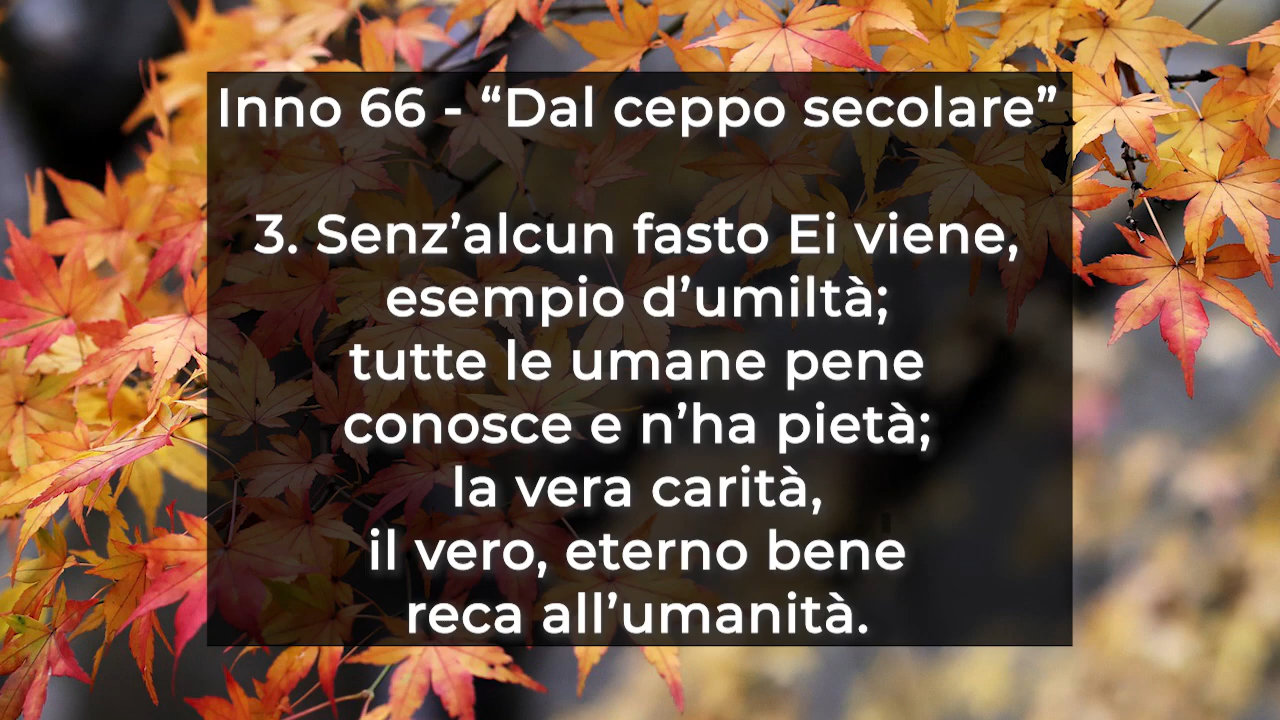 Inno 66 - “Dal ceppo secolare”
3. Senz’alcun fasto Ei viene,
esempio d’umiltà;
tutte le umane pene
conosce e n’ha pietà;
la vera carità,
il vero, eterno bene
reca all’umanità.